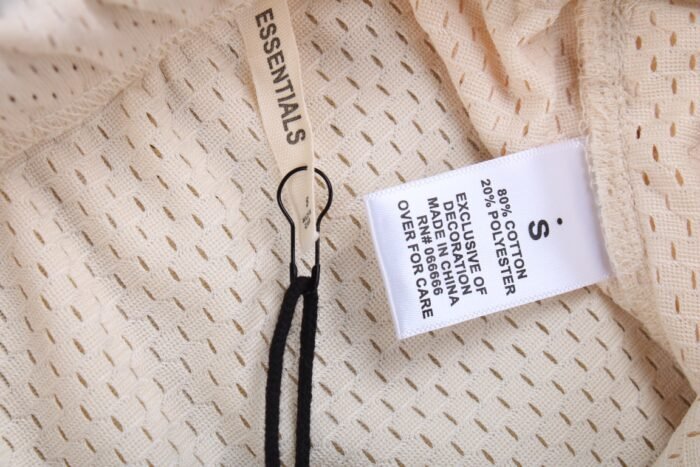 ESSENTIALS
S
80% COTTON
20% POLYESTER
EXCLUSIVE OF
DECORATION
MADE IN CHINA
RN# 066666
OVER FOR CARE